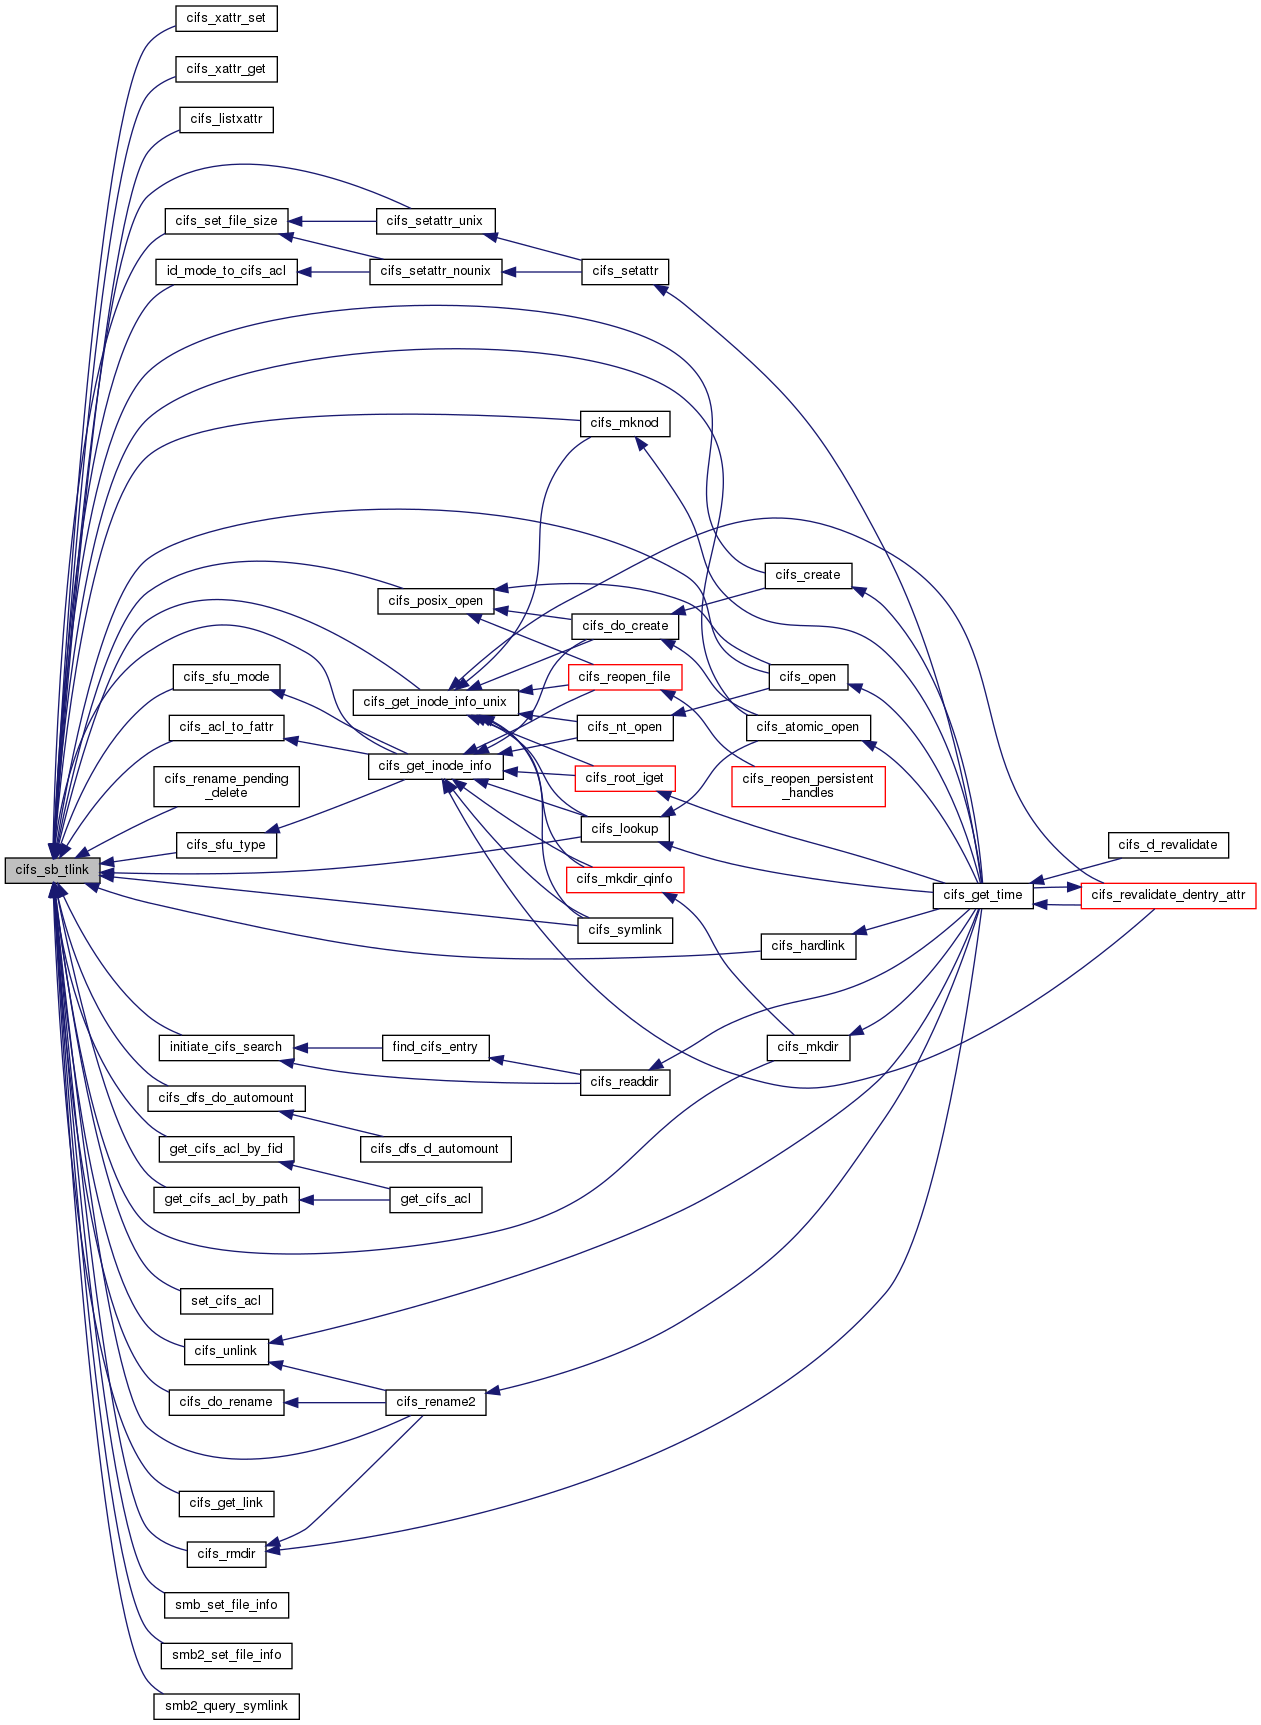 cifs_xattr_set
cifs_xattr_get
cifs_listxattr
cifs_set_file_size
cifs_setattr_unix
id_mode_to_cifs_acl
cifs_setattr_nounix
cifs_setattr
cifs_mknod
cifs_create
cifs_posix_open
cifs_do_create
cifs_sfu_mode
cifs_reopen_file
cifs_open
cifs_get_inode_info_unix
cifs_acl_to_fattr
cifs_nt_open
cifs_atomic_open
cifs_get_inode_info
cifs_rename_pending
_delete
cifs_root_iget
cifs_reopen_persistent
_handles
cifs_sfu_type
cifs_lookup
cifs_d_revalidate
cifs_sb_tlink
cifs_mkdir_qinfo
cifs_get_time
cifs_revalidate_dentry_attr
cifs_symlink
cifs_hardlink
initiate_cifs_search
find_cifs_entry
cifs_mkdir
cifs_readdir
cifs_dfs_do_automount
get_cifs_acl_by_fid
cifs_dfs_d_automount
get_cifs_acl_by_path
get_cifs_acl
set_cifs_acl
cifs_unlink
cifs_do_rename
cifs_rename2
cifs_get_link
cifs_rmdir
smb_set_file_info
smb2_set_file_info
smb2_query_symlink